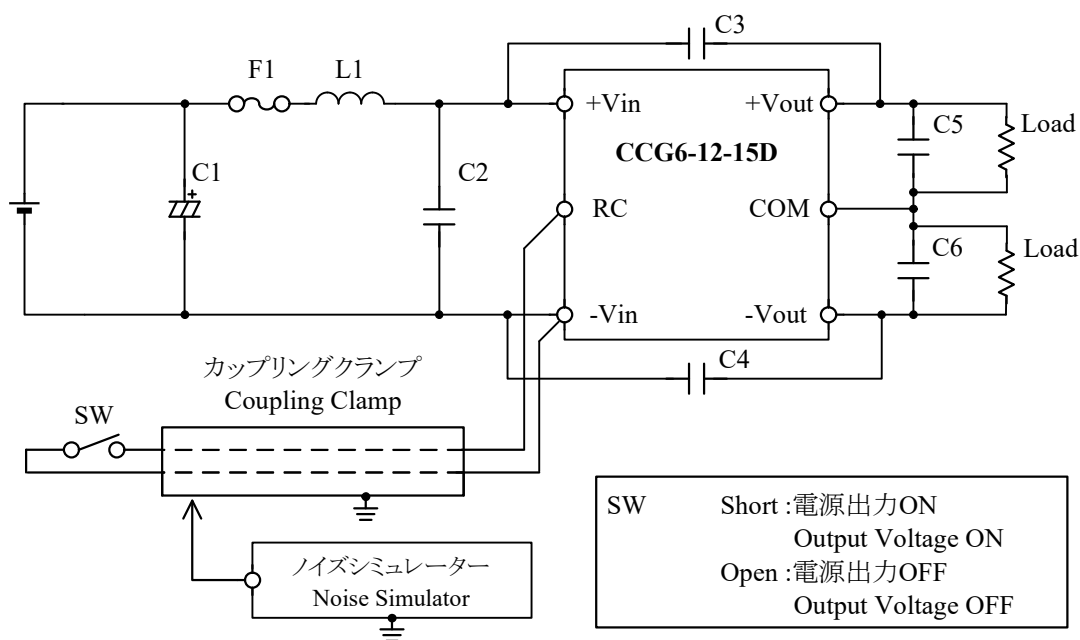 C3
F1
L1
+Vin
+Vout
C5
Load
C1
C2
CCG6-12-15D
RC
COM
C6
Load
-Vin
-Vout
C4
カップリングクランプ
Coupling Clamp
SW
ノイズシミュレーター
Noise Simulator
SW Short :電源出力ON
Output Voltage ON
Open :電源出力OFF
Output Voltage OFF